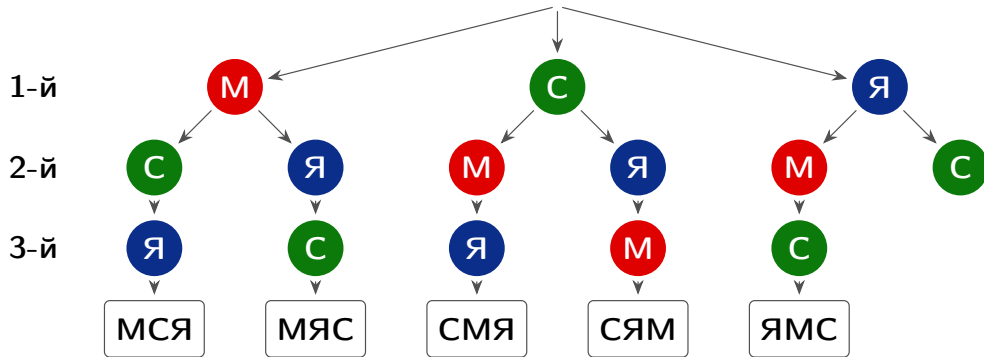 1-й М С Я
2-й С Я М Я М С
3-й Я С Я М С
МСЯ МЯС СМЯ СЯМ ЯМС